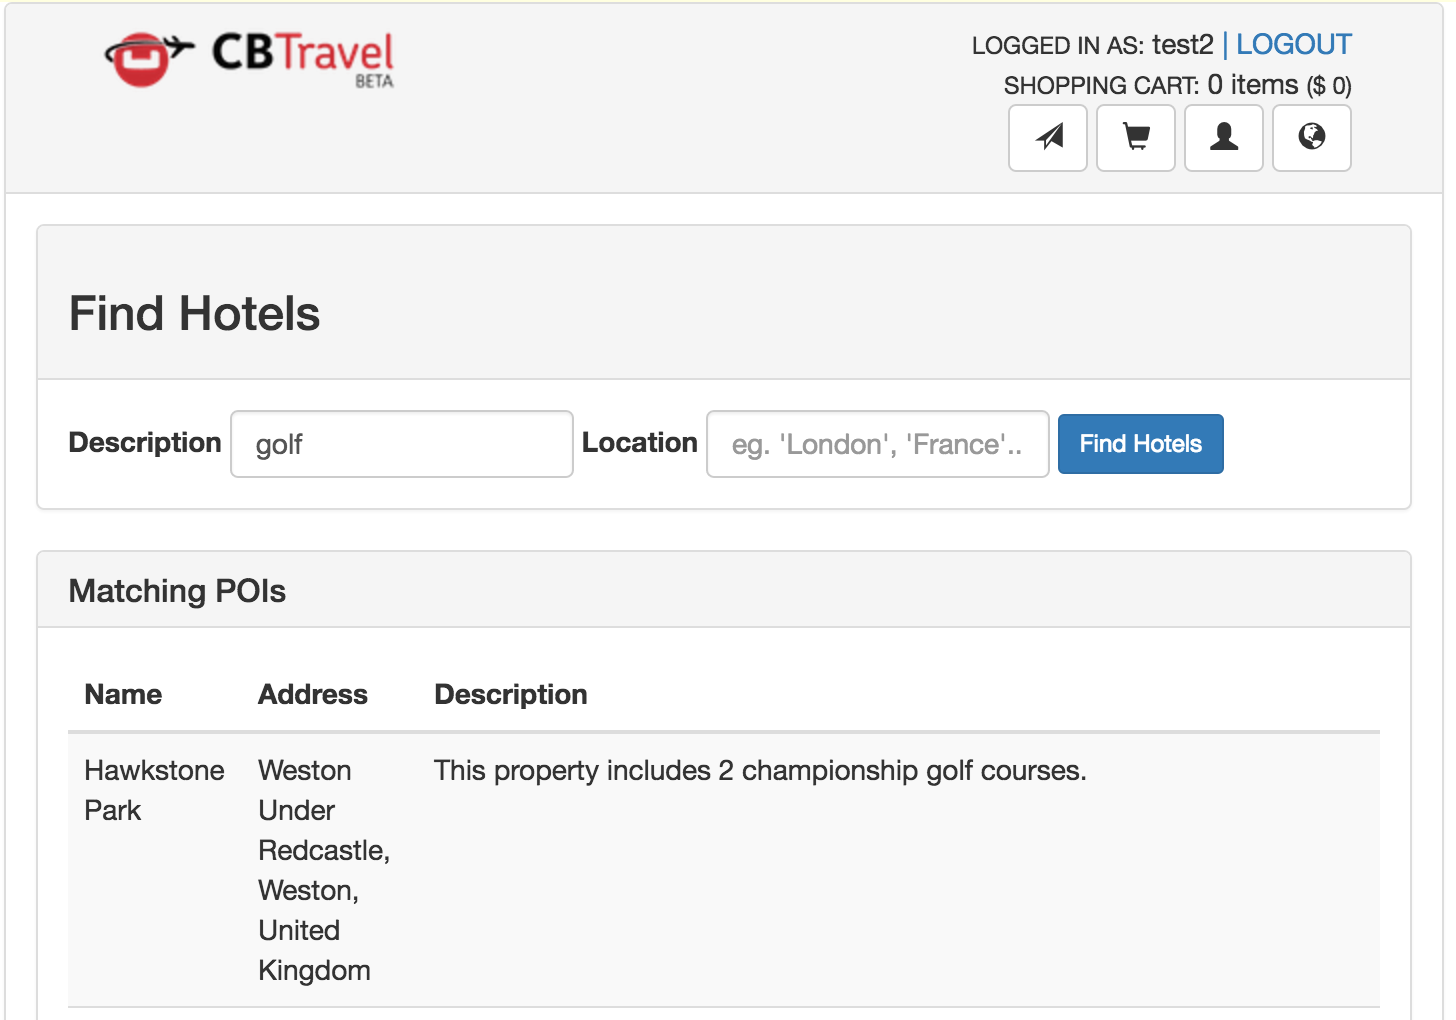 CBTravel
BETA
LOGGED IN AS: test2 | LOGOUT
SHOPPING CART: 0 items ($ 0)
Find Hotels
Description golf Location eg. 'London', 'France'.. Find Hotels
Matching POIs
Name Address Description
Hawkstone Weston This property includes 2 championship golf courses.
Park Under
Redcastle,
Weston,
United
Kingdom